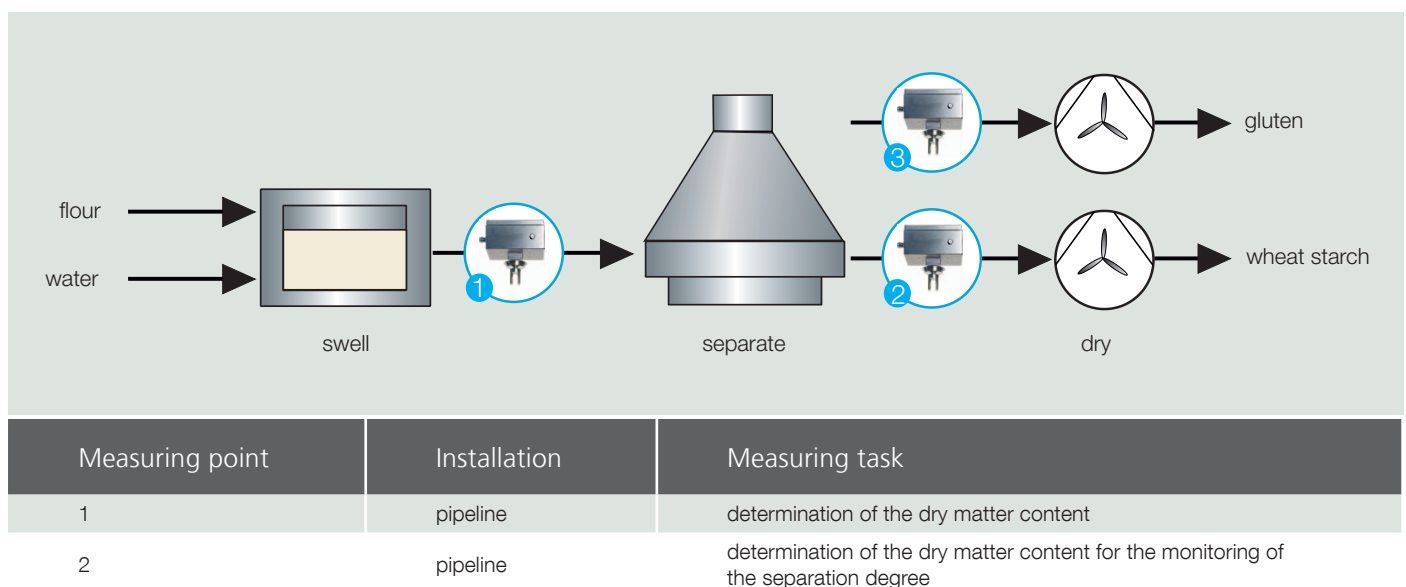 3
gluten
flour
1
2
wheat starch
water
swell
separate
dry
Measuring point Installation Measuring task
1 pipeline determination of the dry matter content
2 pipeline determination of the dry matter content for the monitoring of
the separation degree